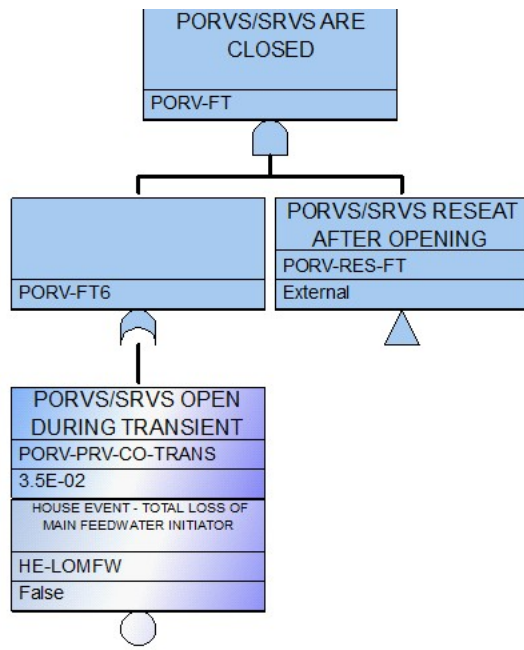 PORVS/SRVS ARE
CLOSED
PORV-FT
PORV-FT6
PORVS/SRVS RESEAT
AFTER OPENING
PORV-RES-FT
External
PORVS/SRVS OPEN
DURING TRANSIENT
PORV-PRV-CO-TRANS
3.5E-02
HOUSE EVENT - TOTAL LOSS OF
MAIN FEEDWATER INITIATOR
HE-LOMFW
False